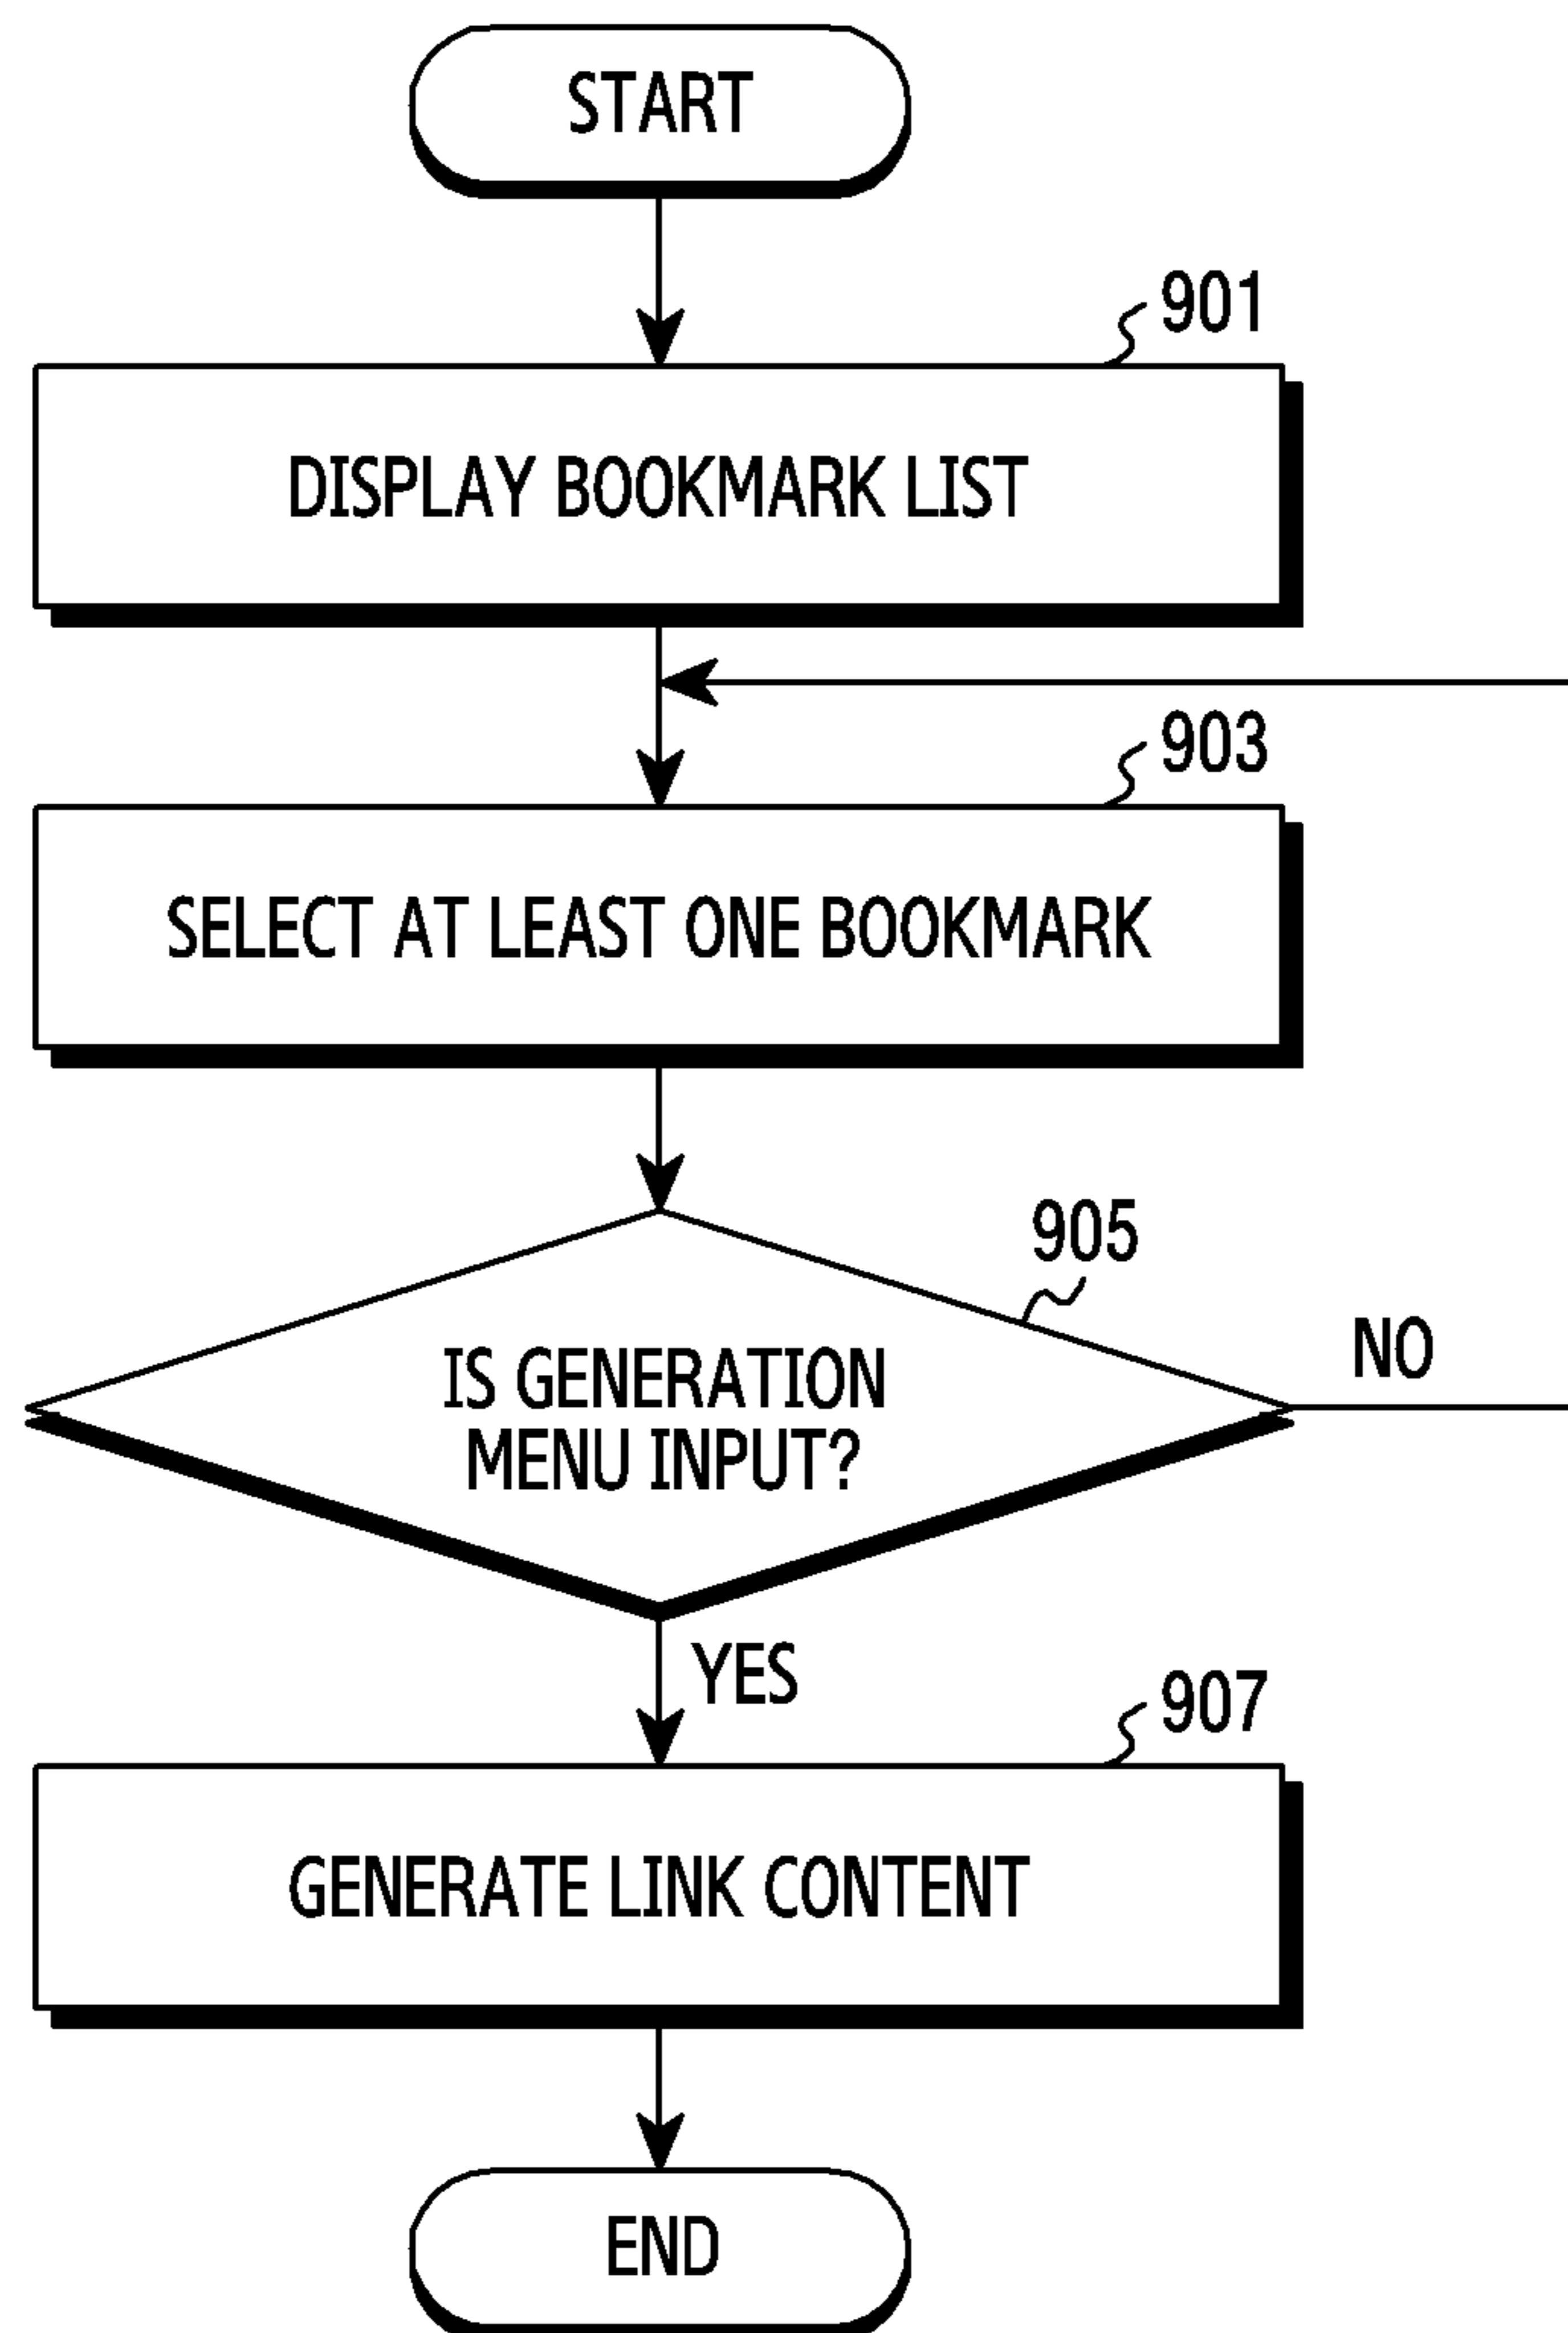 START
901
DISPLAY BOOKMARK LIST
903
SELECT AT LEAST ONE BOOKMARK
905
IS GENERATION
MENU INPUT?
NO
YES
907
GENERATE LINK CONTENT
END